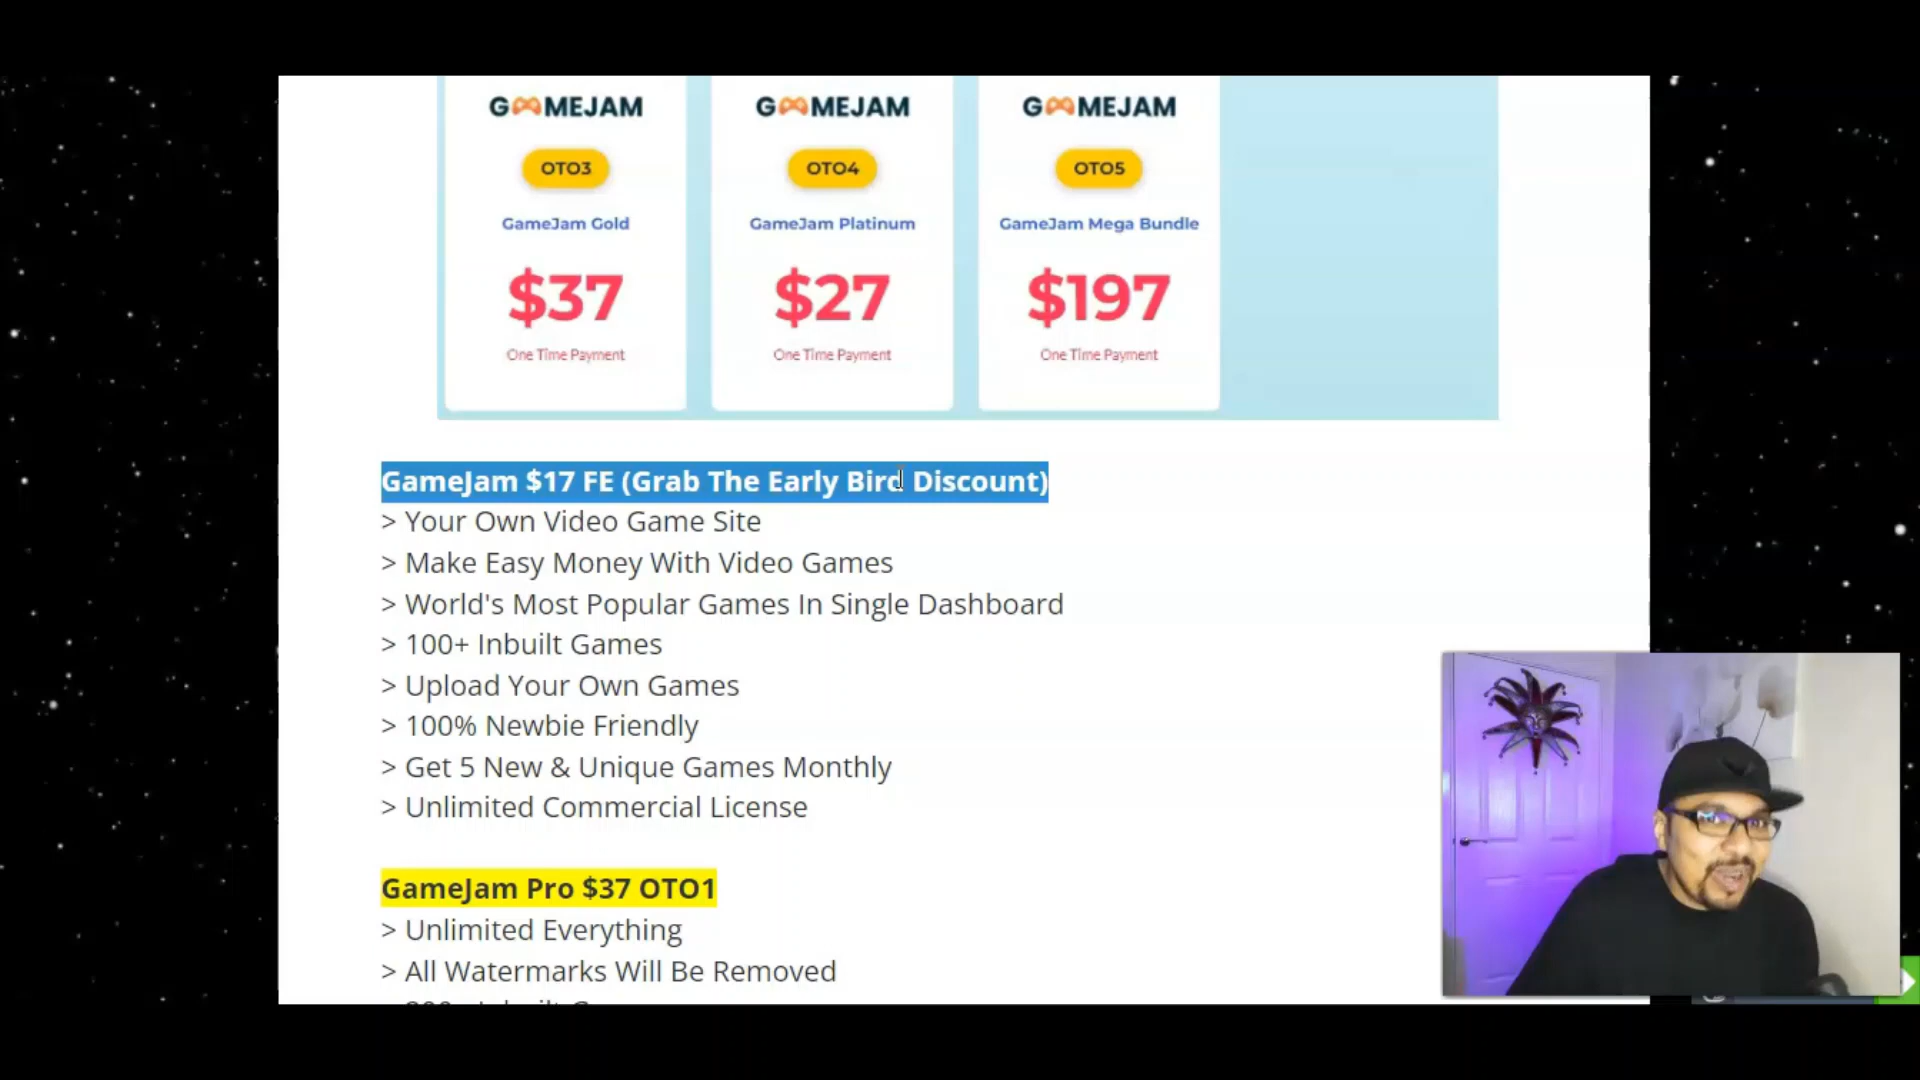 GAMEJAM GAMEJAM GAMEJAM
OTO3 OTO4 OTO5
GameJam Gold GameJam Platinum GameJam Mega Bundle
$37 $27 $197
One Time Payment One Time Payment One Time Payment
GameJam $17 FE (Grab The Early Bird Discount)
> Your Own Video Game Site
> Make Easy Money With Video Games
> World's Most Popular Games In Single Dashboard
> 100+ Inbuilt Games
> Upload Your Own Games
> 100% Newbie Friendly
> Get 5 New & Unique Games Monthly
> Unlimited Commercial License
GameJam Pro $37 OTO1
> Unlimited Everything
> All Watermarks Will Be Removed